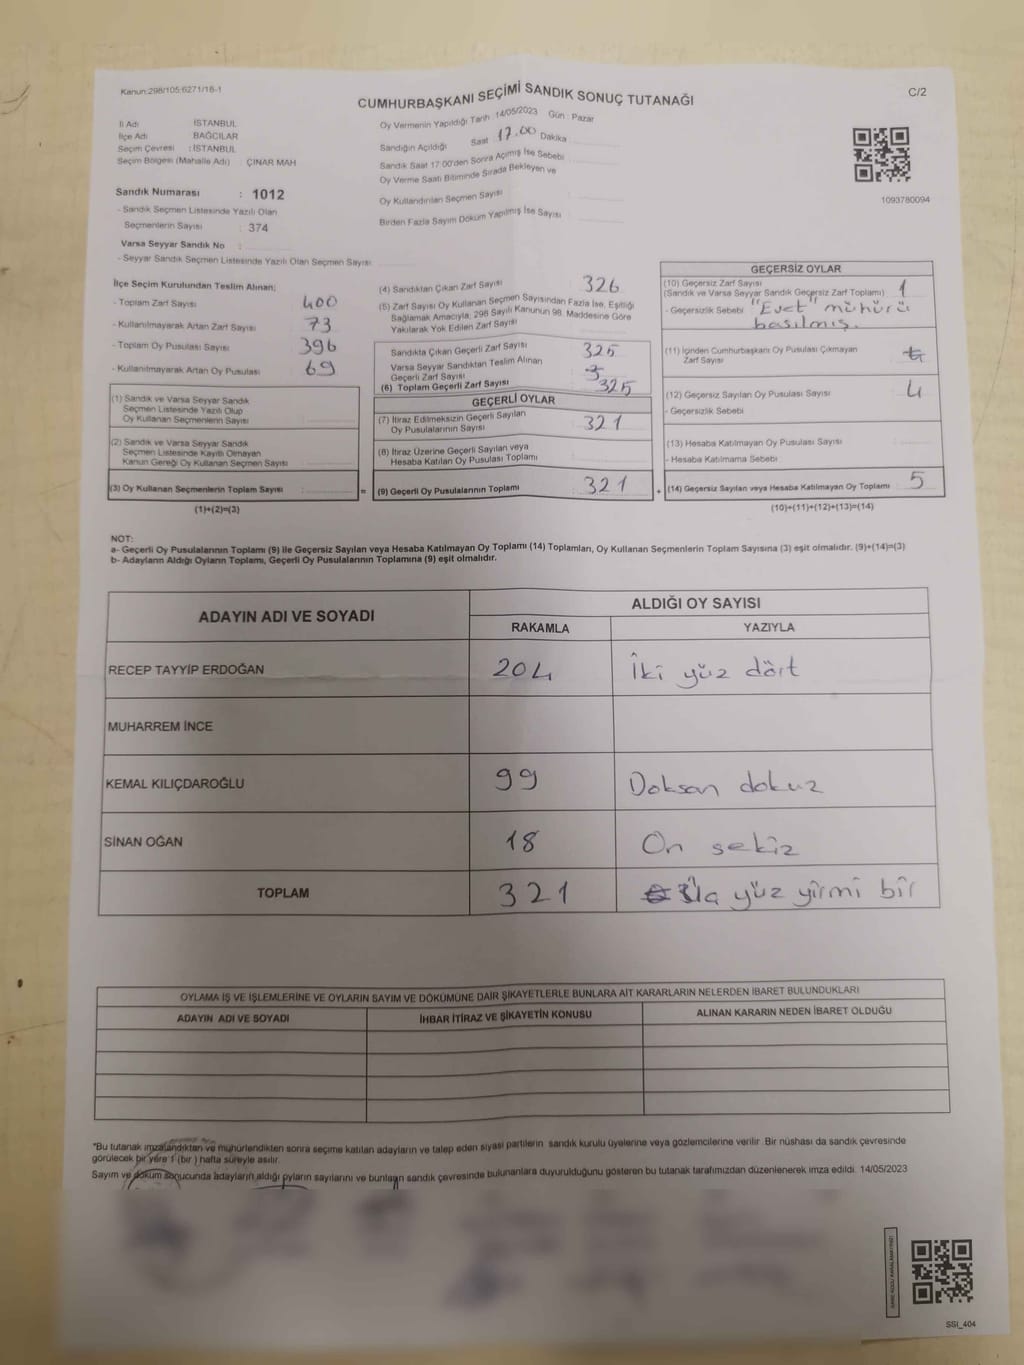 Kanun:298/105;6271/18-1
CUMHURBAŞKANI SEÇİMİ SANDIK SONUÇ TUTANAĞI
C/2
İl Adı : İSTANBUL
İlçe Adı : BAĞCILAR
Seçim Çevresi : İSTANBUL
Seçim Bölgesi (Mahalle Adı) : ÇINAR MAH
Sandık Numarası : 1012
- Sandık Seçmen Listesinde Yazılı Olan
Seçmenlerin Sayısı : 374
Varsa Seyyar Sandık No :
- Seyyar Sandık Seçmen Listesinde Yazılı Olan Seçmen Sayısı:
Oy Vermenin Yapıldığı Tarih :14/05/2023 Gün : Pazar
Sandığın Açıldığı Saat :17.00 Dakika
Sandık Saat 17:00'den Sonra Açılmış İse Sebebi
Oy Verme Saati Bitiminde Sırada Bekleyen ve
Oy Kullandırılan Seçmen Sayısı
Birden Fazla Sayım Döküm Yapılmış İse Sayısı
1093780094
İlçe Seçim Kurulundan Teslim Alınan;
- Toplam Zarf Sayısı 400
- Kullanılmayarak Artan Zarf Sayısı 73
- Toplam Oy Pusulası Sayısı 396
- Kullanılmayarak Artan Oy Pusulası 69
(1) Sandık ve Varsa Seyyar Sandık
Seçmen Listesinde Yazılı Olup
Oy Kullanan Seçmenlerin Sayısı
(2) Sandık ve Varsa Seyyar Sandık
Seçmen Listesinde Kayıtlı Olmayan
Kanun Gereği Oy Kullanan Seçmen Sayısı
(3) Oy Kullanan Seçmenlerin Toplam Sayısı =
(1)+(2)=(3)
(4) Sandıktan Çıkan Zarf Sayısı 326
(5) Zarf Sayısı Oy Kullanan Seçmen Sayısından Fazla İse, Eşitliği
Sağlamak Amacıyla, 298 Sayılı Kanunun 98. Maddesine Göre
Yakılarak Yok Edilen Zarf Sayısı
Sandıkta Çıkan Geçerli Zarf Sayısı 325
Varsa Seyyar Sandıktan Teslim Alınan
Geçerli Zarf Sayısı
(6) Toplam Geçerli Zarf Sayısı 325
GEÇERLİ OYLAR
(7) İtiraz Edilmeksizin Geçerli Sayılan
Oy Pusulalarının Sayısı 321
(8) İtiraz Üzerine Geçerli Sayılan veya
Hesaba Katılan Oy Pusulası Toplamı
(9) Geçerli Oy Pusulalarının Toplamı 321 +
GEÇERSİZ OYLAR
(10) Geçersiz Zarf Sayısı
(Sandık ve Varsa Seyyar Sandık Geçersiz Zarf Toplamı) 1
- Geçersizlik Sebebi "Evet" mühürü
basılmış.
(11) İçinden Cumhurbaşkanı Oy Pusulası Çıkmayan
Zarf Sayısı
(12) Geçersiz Sayılan Oy Pusulası Sayısı 4
- Geçersizlik Sebebi
(13) Hesaba Katılmayan Oy Pusulası Sayısı
- Hesaba Katılmama Sebebi
(14) Geçersiz Sayılan veya Hesaba Katılmayan Oy Toplamı 5
(10)+(11)+(12)+(13)=(14)
NOT:
a- Geçerli Oy Pusulalarının Toplamı (9) ile Geçersiz Sayılan veya Hesaba Katılmayan Oy Toplamı (14) Toplamları, Oy Kullanan Seçmenlerin Toplam Sayısına (3) eşit olmalıdır. (9)+(14)=(3)
b- Adayların Aldığı Oyların Toplamı, Geçerli Oy Pusulalarının Toplamına (9) eşit olmalıdır.
ADAYIN ADI VE SOYADI
ALDIĞI OY SAYISI
RAKAMLA YAZIYLA
RECEP TAYYİP ERDOĞAN 204 İki yüz dört
MUHARREM İNCE
KEMAL KILIÇDAROĞLU 99 Doksan dokuz
SİNAN OĞAN 18 On sekiz
TOPLAM 321 yüz yirmi bir
OYLAMA İŞ VE İŞLEMLERİNE VE OYLARIN SAYIM VE DÖKÜMÜNE DAİR ŞİKAYETLERLE BUNLARA AİT KARARLARIN NELERDEN İBARET BULUNDUKLARI
ADAYIN ADI VE SOYADI İHBAR İTİRAZ VE ŞİKAYETİN KONUSU ALINAN KARARIN NEDEN İBARET OLDUĞU
*Bu tutanak imzalandıktan ve mühürlendikten sonra seçime katılan adayların ve talep eden siyasi partilerin sandık kurulu üyelerine veya gözlemcilerine verilir. Bir nüshası da sandık çevresinde
görülecek bir yere 1 (bir ) hafta süreyle asılır.
Sayım ve döküm sonucunda adayların aldığı oyların sayılarını ve bunların sandık çevresinde bulunanlara duyurulduğunu gösteren bu tutanak tarafımızdan düzenlenerek imza edildi. 14/05/2023
SSI_404